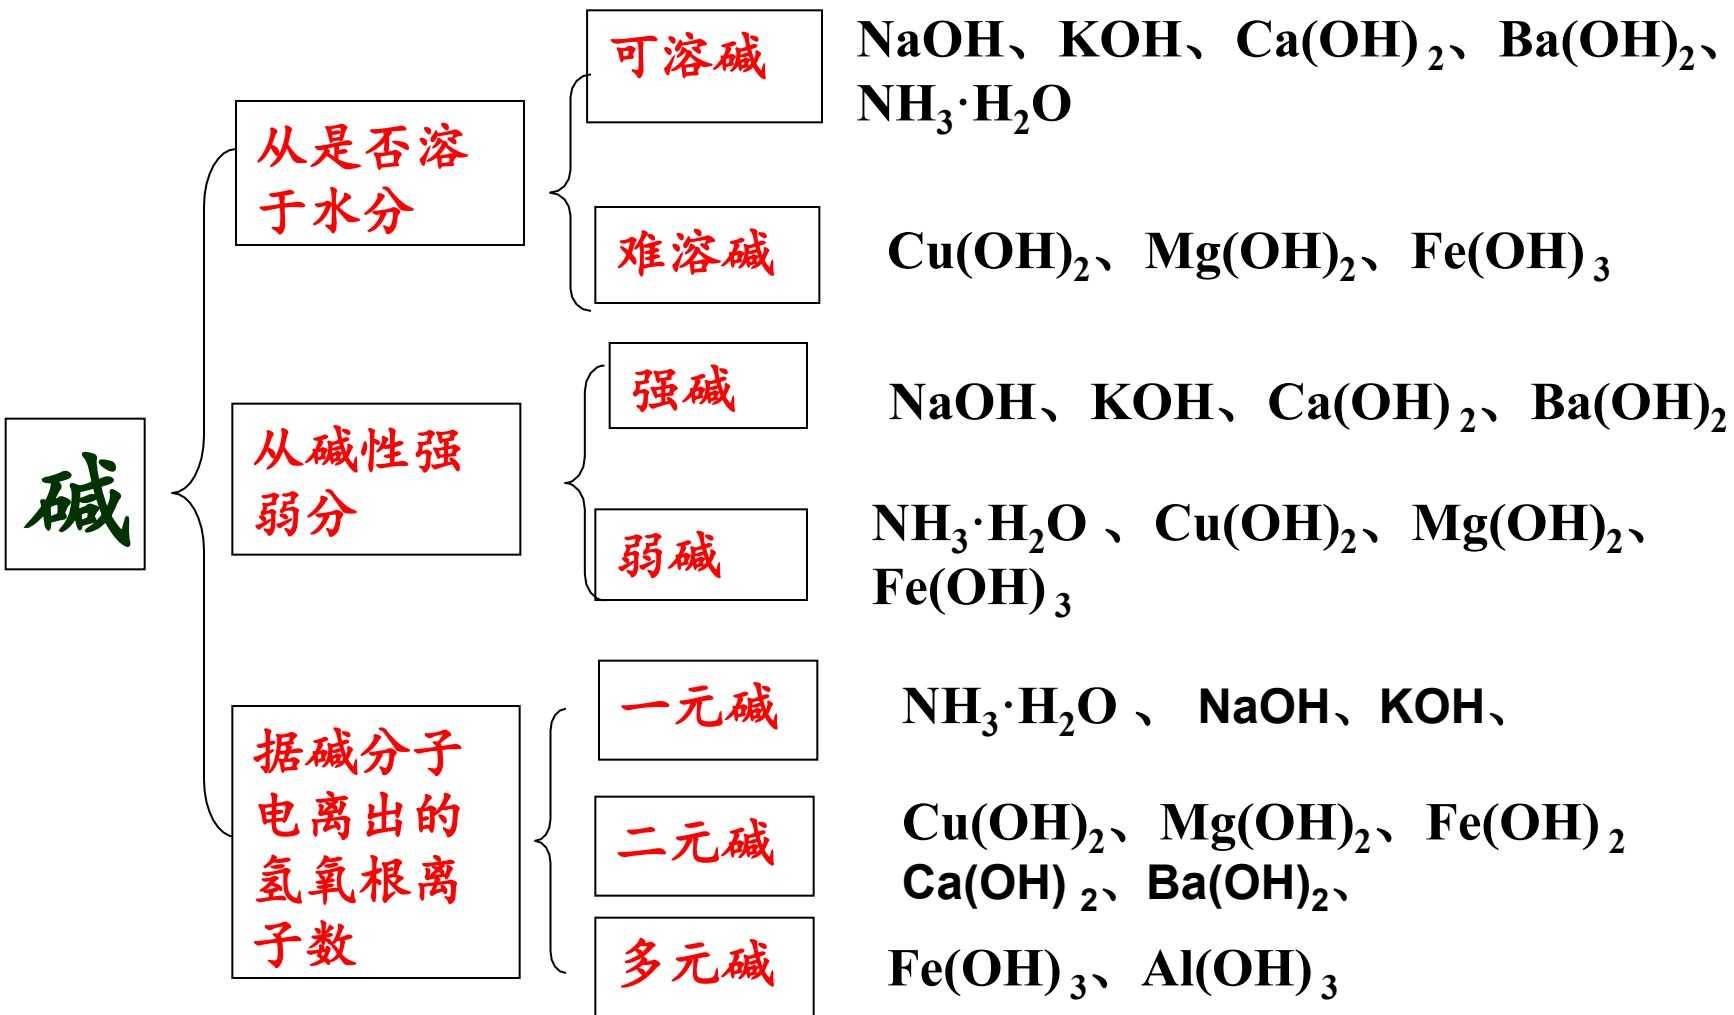 碱
从是否溶
于水分
可溶碱
NaOH、KOH、Ca(OH)₂、Ba(OH)₂、
NH₃·H₂O
难溶碱
Cu(OH)₂、Mg(OH)₂、Fe(OH)₃
从碱性强
弱分
强碱
NaOH、KOH、Ca(OH)₂、Ba(OH)₂
弱碱
NH₃·H₂O 、Cu(OH)₂、Mg(OH)₂、
Fe(OH)₃
据碱分子
电离出的
氢氧根离
子数
一元碱
NH₃·H₂O 、 NaOH、KOH、
二元碱
Cu(OH)₂、Mg(OH)₂、Fe(OH)₂
Ca(OH)₂、Ba(OH)₂、
多元碱
Fe(OH)₃、Al(OH)₃